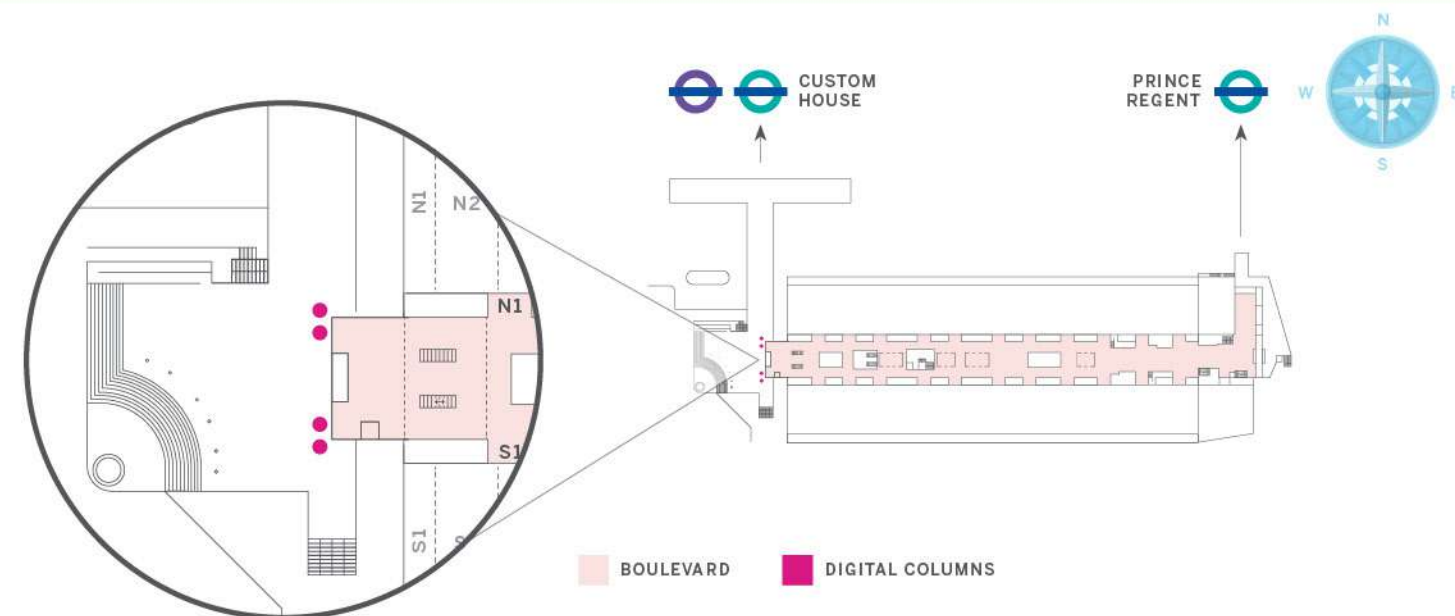 N
CUSTOM
HOUSE
PRINCE
REGENT
W
E
S
N1
N2
N1
S1
S1
S
BOULEVARD
DIGITAL COLUMNS